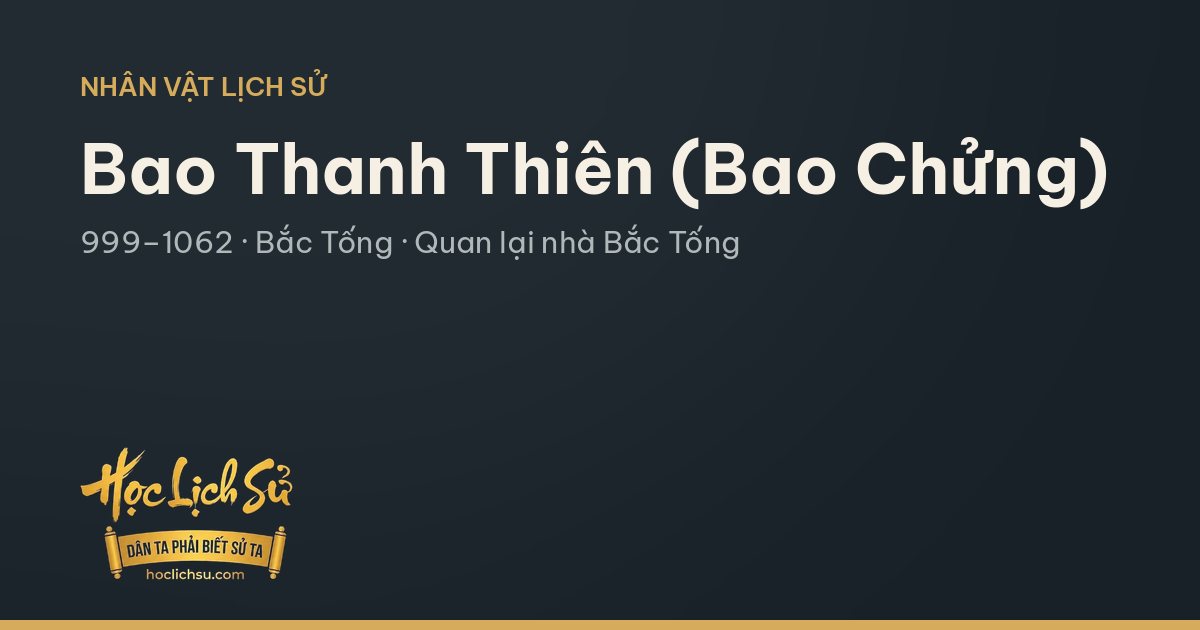 NHÂN VẬT LỊCH SỬ
Bao Thanh Thiên (Bao Chửng)
999–1062 · Bắc Tống · Quan lại nhà Bắc Tống
Học Lịch Sử
DÂN TA PHẢI BIẾT SỬ TA
hoclichsu.com